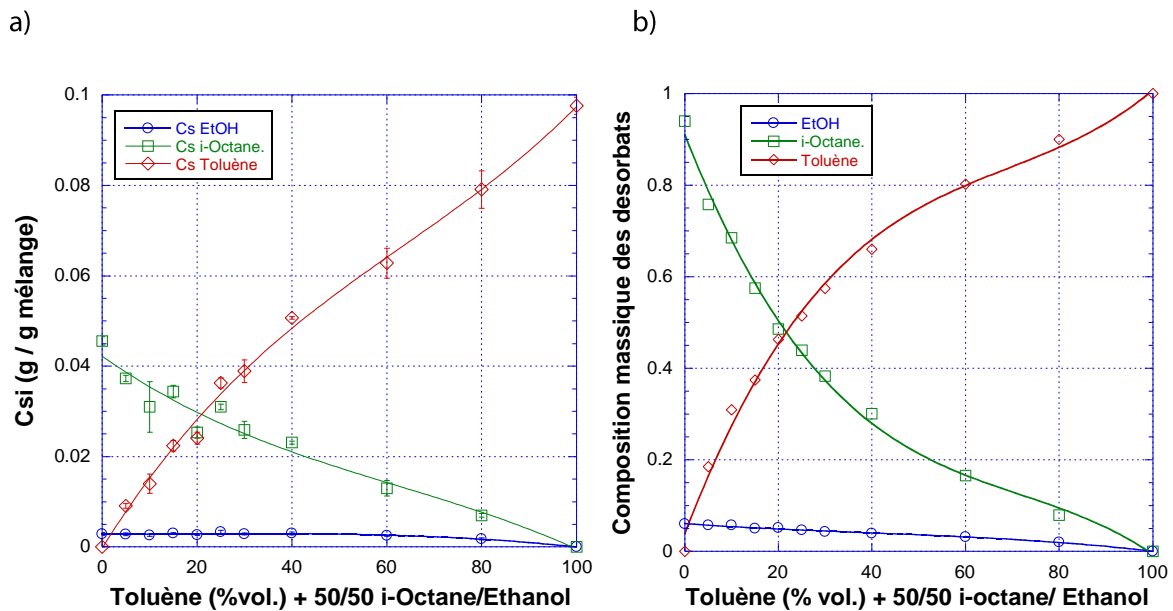 a)
Cs EtOH
Cs i-Octane.
Cs Toluène
Csi (g / g mélange)
0.1
0.08
0.06
0.04
0.02
0
0 20 40 60 80 100
Toluène (%vol.) + 50/50 i-Octane/Ethanol
b)
EtOH
i-Octane.
Toluène
Composition massique des desorbats
1
0.8
0.6
0.4
0.2
0
0 20 40 60 80 100
Toluène (% vol.) + 50/50 i-octane/ Ethanol